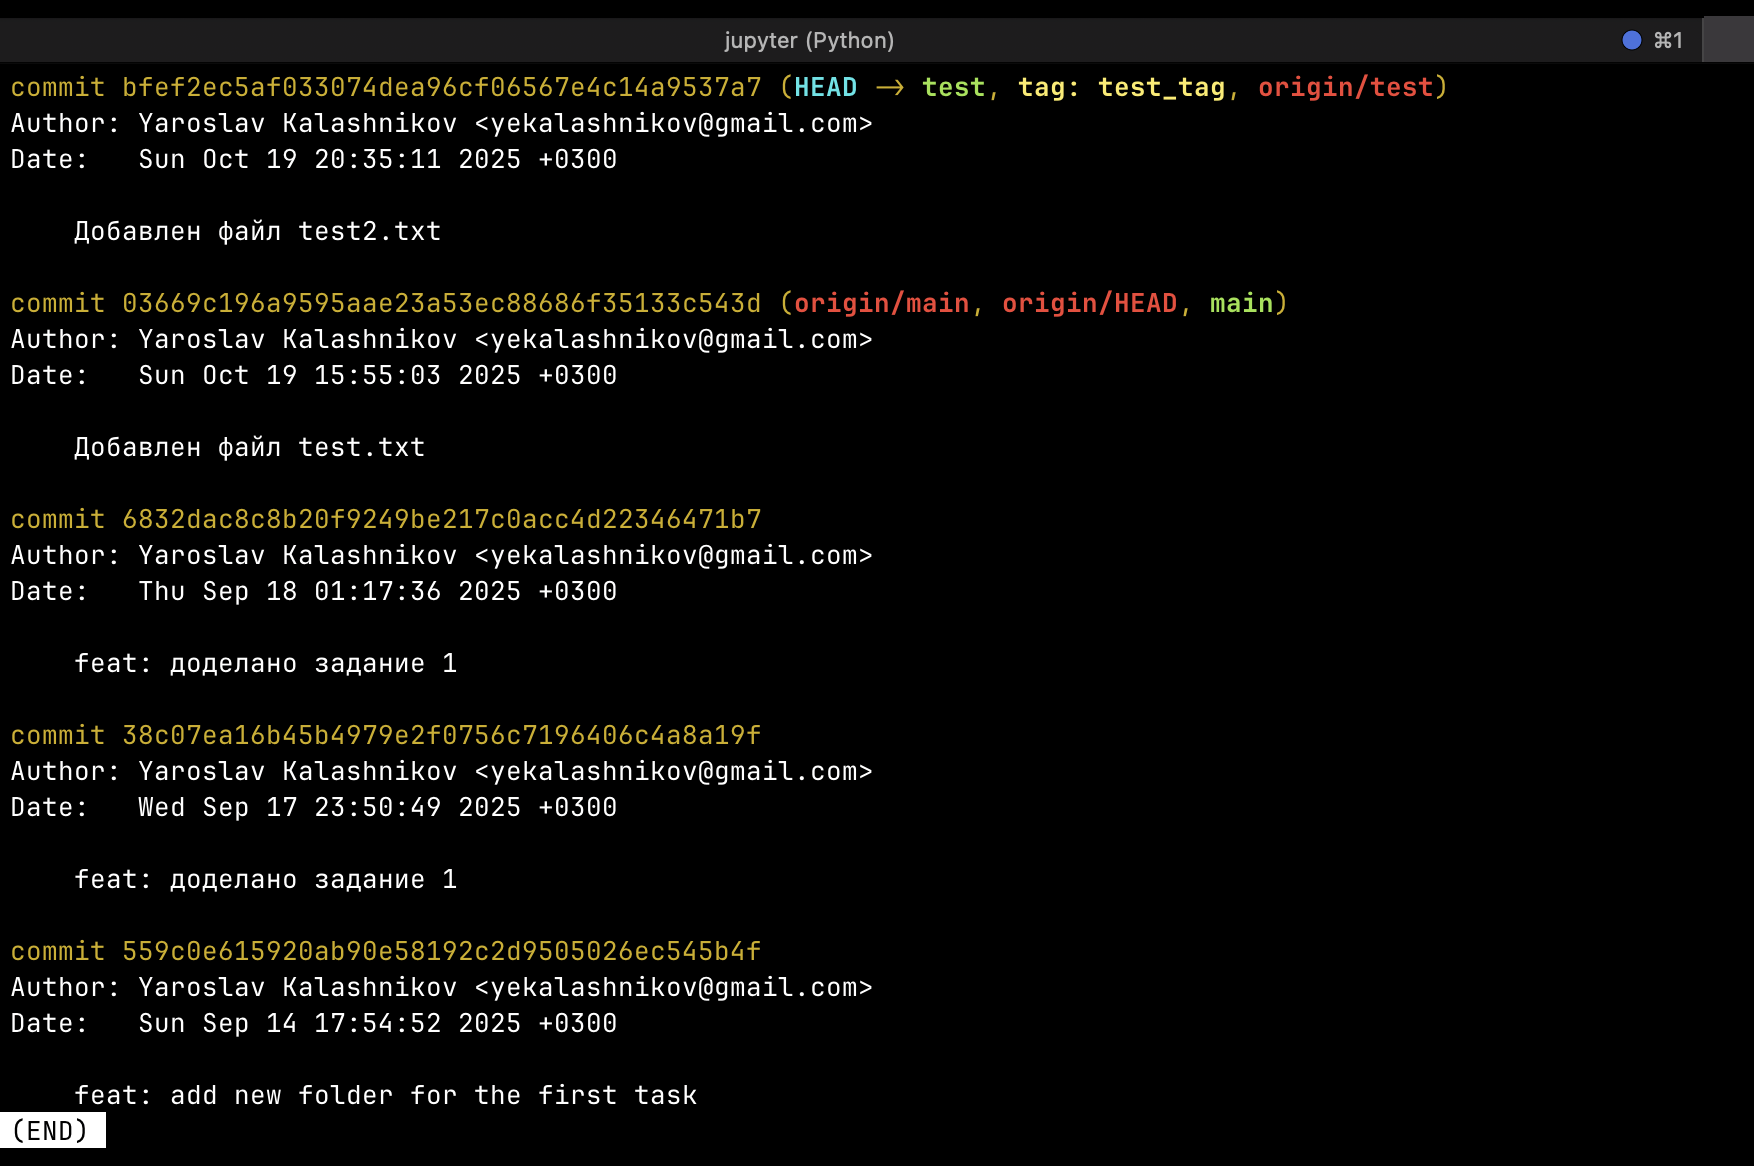 jupyter (Python)
⌘1
commit bfef2ec5af033074dea96cf06567e4c14a9537a7 (HEAD -> test, tag: test_tag, origin/test)
Author: Yaroslav Kalashnikov <yekalashnikov@gmail.com>
Date:   Sun Oct 19 20:35:11 2025 +0300
Добавлен файл test2.txt
commit 03669c196a9595aae23a53ec88686f35133c543d (origin/main, origin/HEAD, main)
Author: Yaroslav Kalashnikov <yekalashnikov@gmail.com>
Date:   Sun Oct 19 15:55:03 2025 +0300
Добавлен файл test.txt
commit 6832dac8c8b20f9249be217c0acc4d22346471b7
Author: Yaroslav Kalashnikov <yekalashnikov@gmail.com>
Date:   Thu Sep 18 01:17:36 2025 +0300
feat: доделано задание 1
commit 38c07ea16b45b4979e2f0756c7196406c4a8a19f
Author: Yaroslav Kalashnikov <yekalashnikov@gmail.com>
Date:   Wed Sep 17 23:50:49 2025 +0300
feat: доделано задание 1
commit 559c0e615920ab90e58192c2d9505026ec545b4f
Author: Yaroslav Kalashnikov <yekalashnikov@gmail.com>
Date:   Sun Sep 14 17:54:52 2025 +0300
feat: add new folder for the first task
(END)